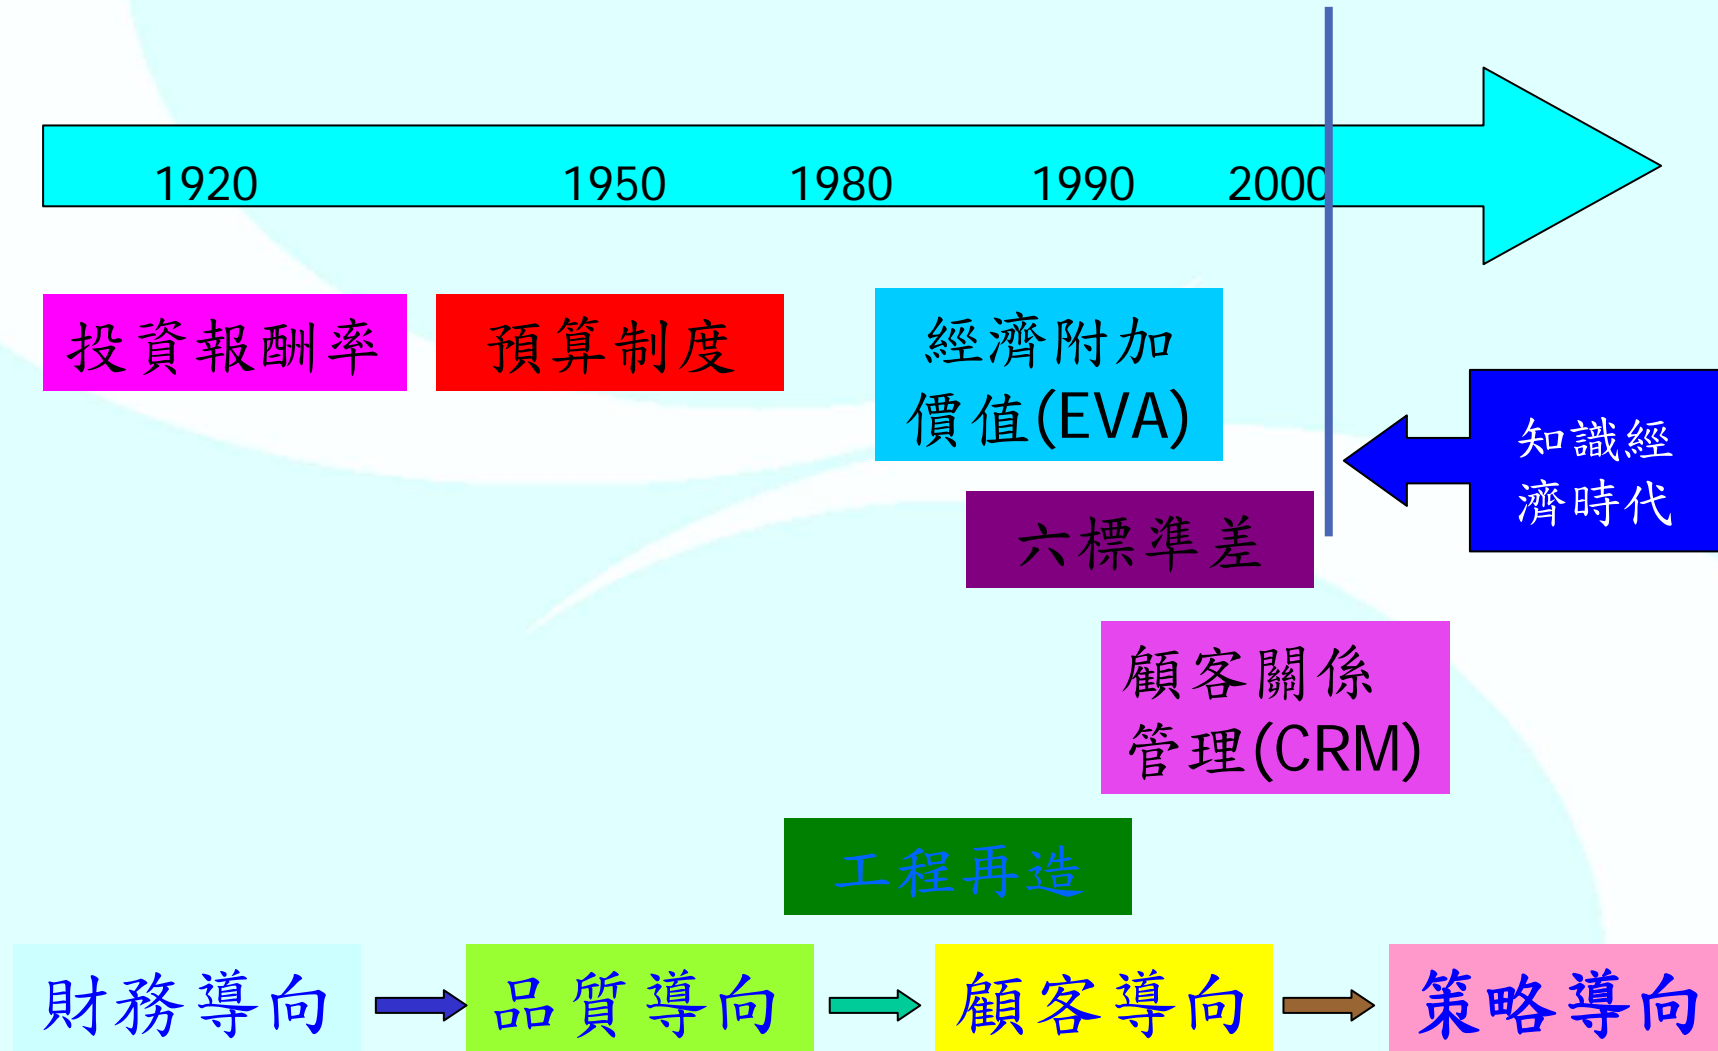 1920 1950 1980 1990 2000
投資報酬率
預算制度
經濟附加
價值(EVA)
知識經
濟時代
六標準差
顧客關係
管理(CRM)
工程再造
財務導向
品質導向
顧客導向
策略導向